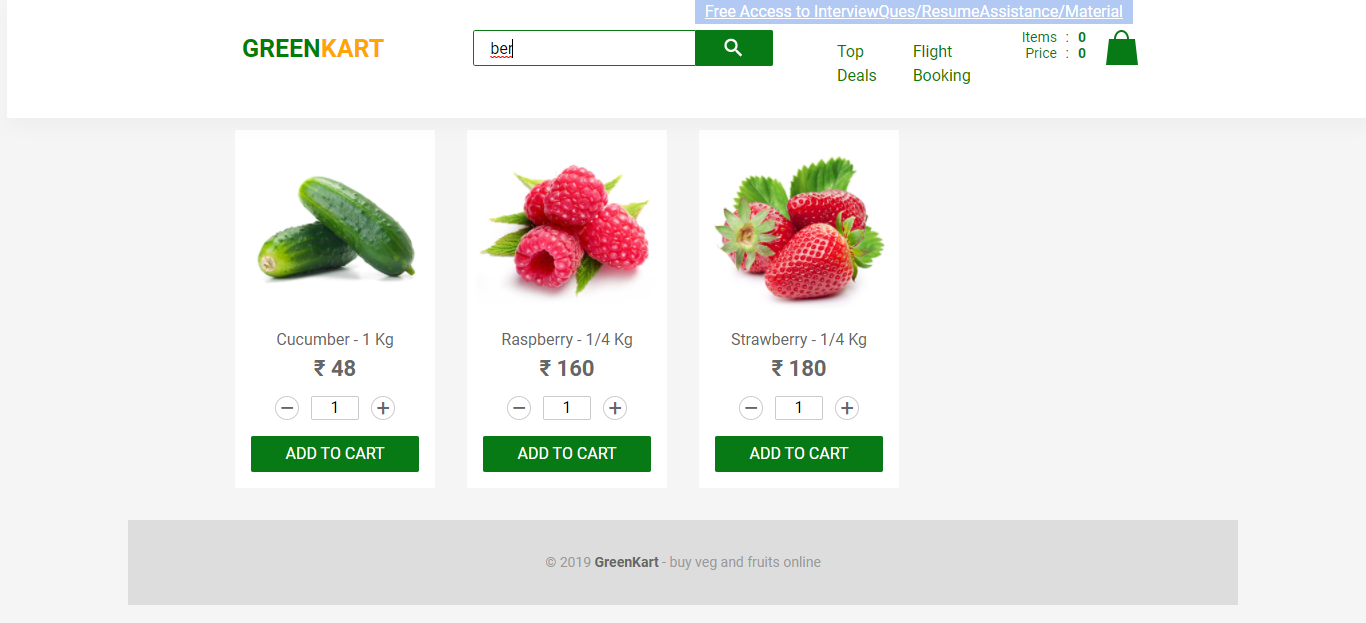 Free Access to InterviewQues/ResumeAssistance/Material
GREENKART
ber
Top
Deals
Flight
Booking
Items : 0
Price : 0
Cucumber - 1 Kg
₹ 48
1
ADD TO CART
Raspberry - 1/4 Kg
₹ 160
1
ADD TO CART
Strawberry - 1/4 Kg
₹ 180
1
ADD TO CART
© 2019 GreenKart - buy veg and fruits online